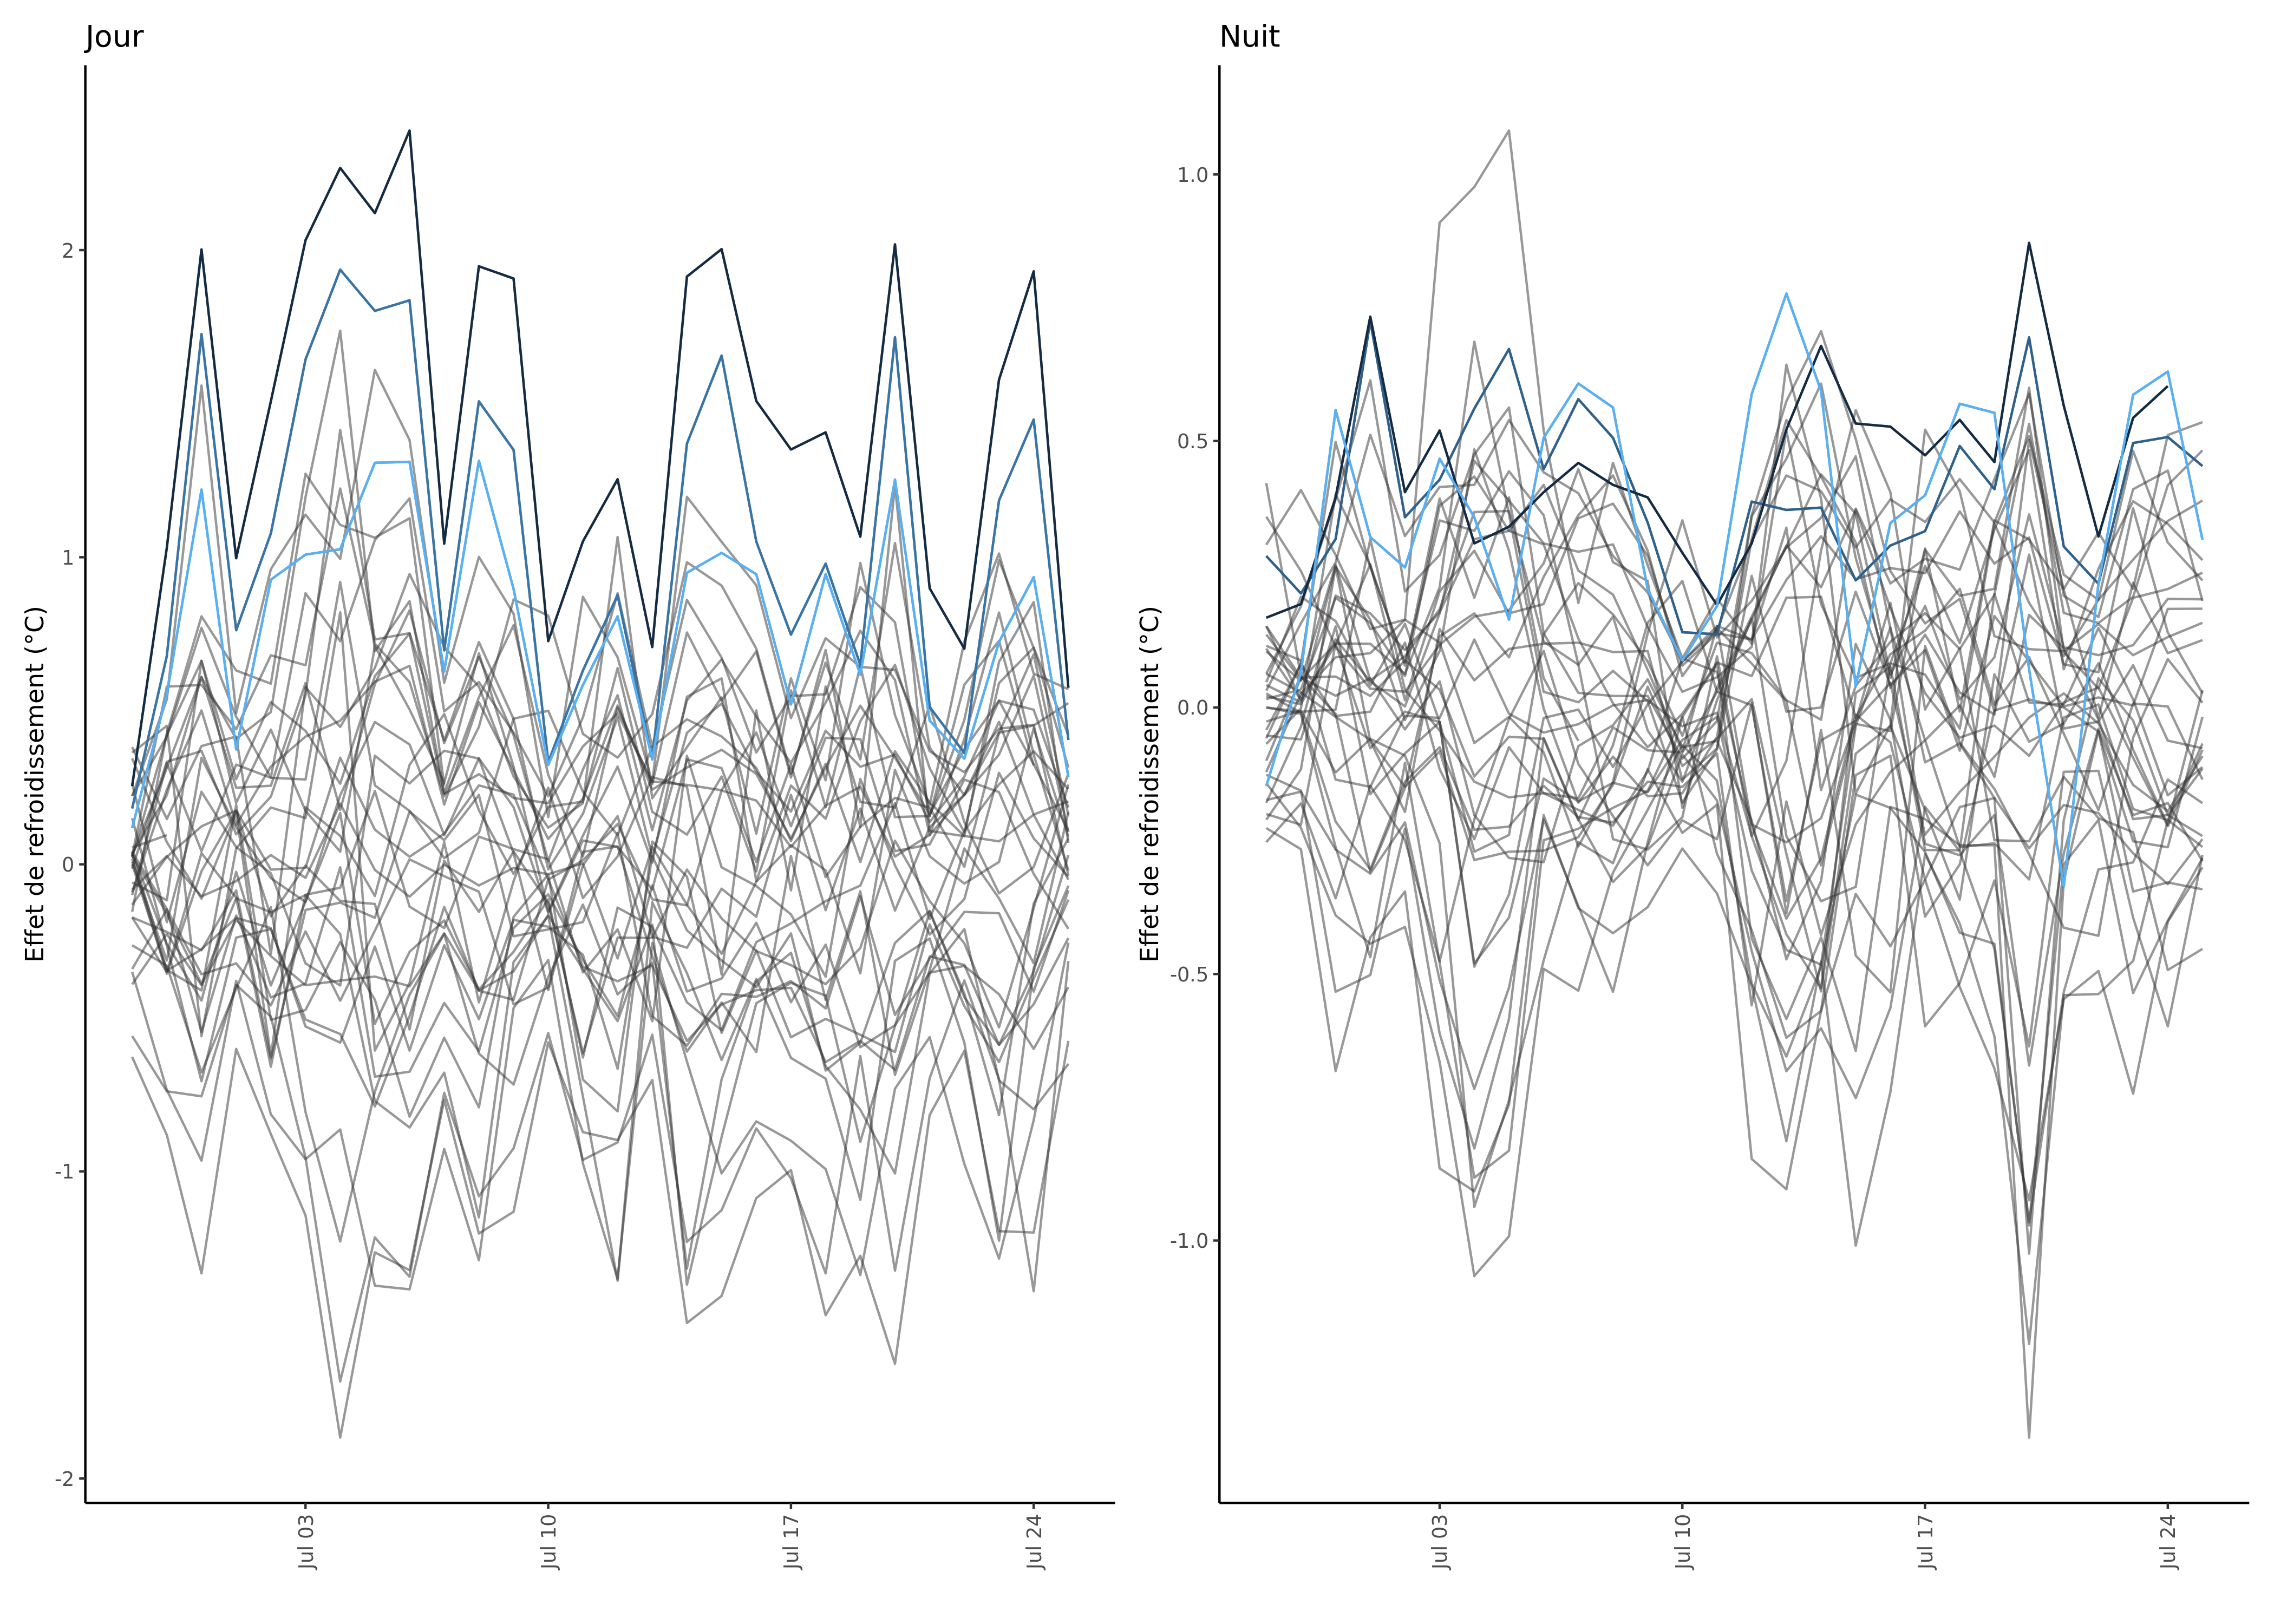 Jour
Effet de refroidissement (°C)
2
1
0
-1
-2
Jul 03
Jul 10
Jul 17
Jul 24
Nuit
Effet de refroidissement (°C)
1.0
0.5
0.0
-0.5
-1.0
Jul 03
Jul 10
Jul 17
Jul 24